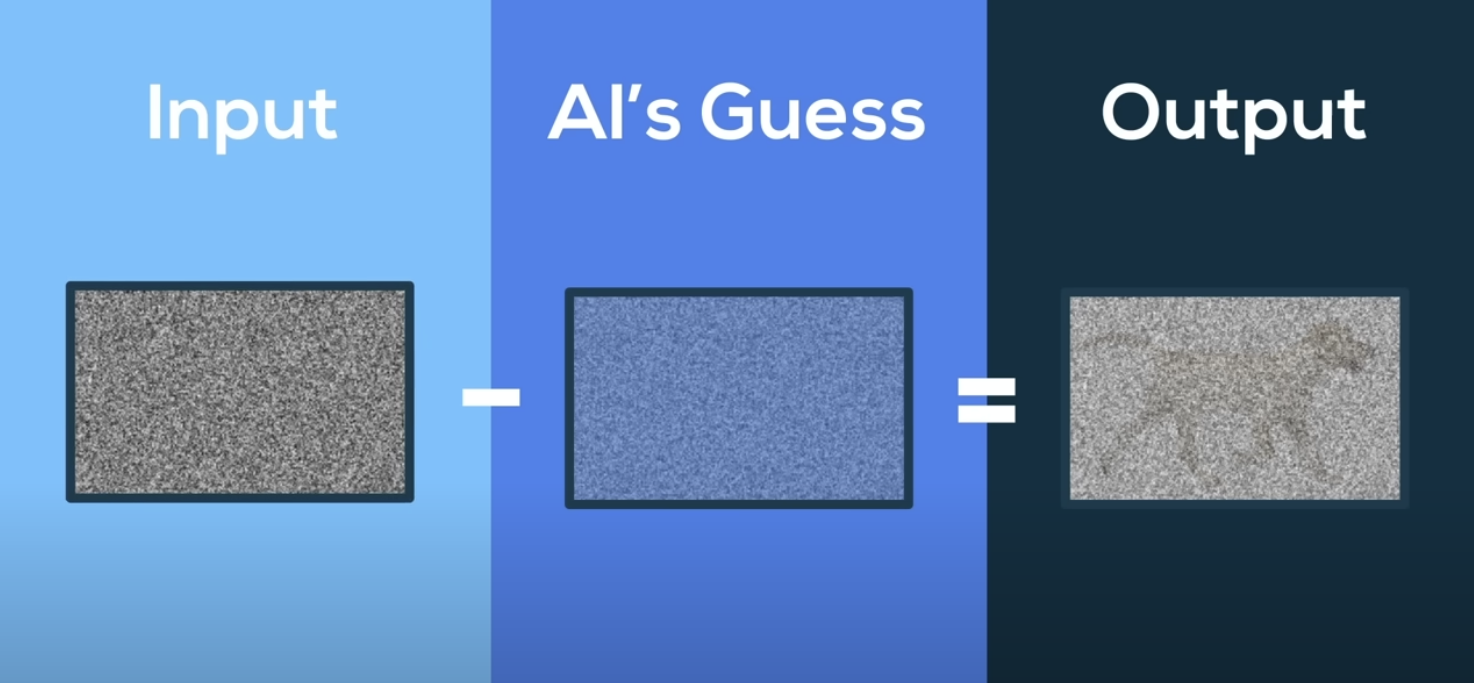 Input
AI's Guess
Output
- =